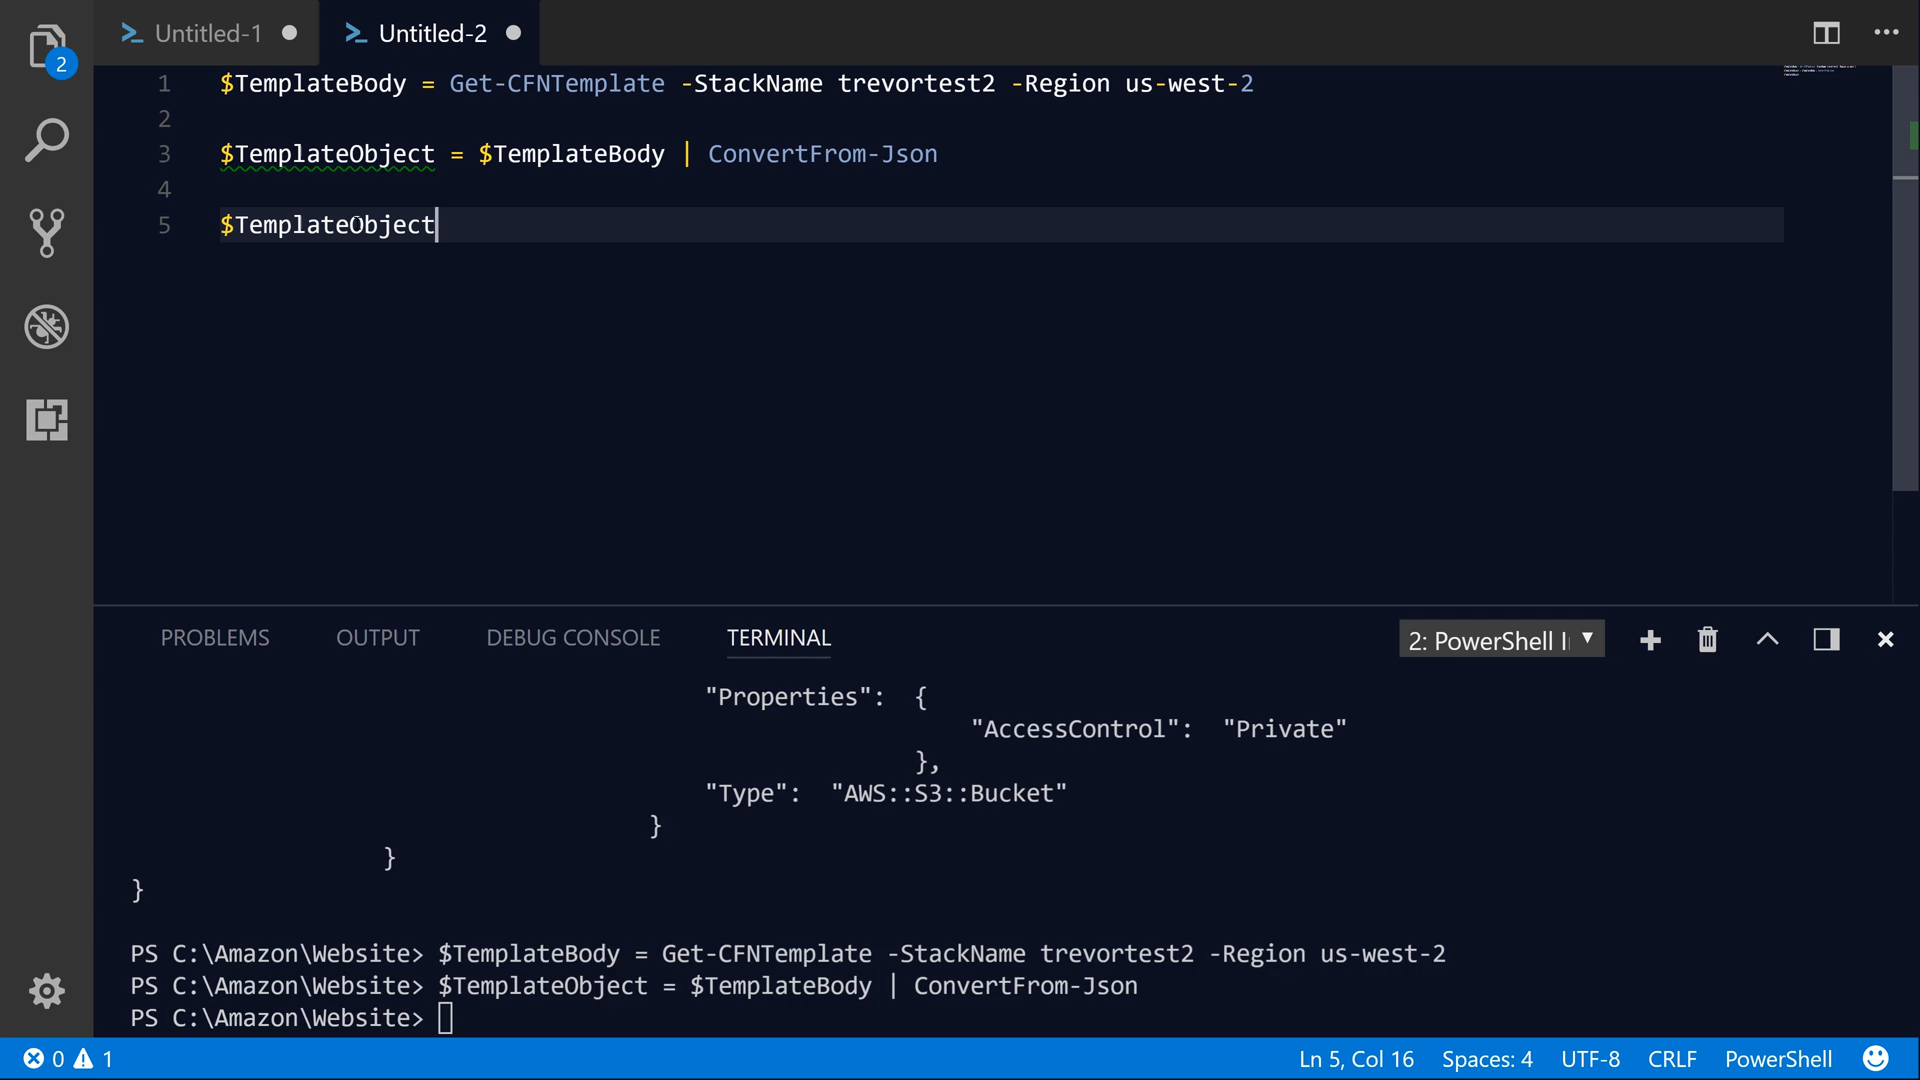 Untitled-1
Untitled-2
2
1 $TemplateBody = Get-CFNTemplate -StackName trevortest2 -Region us-west-2
2
3 $TemplateObject = $TemplateBody | ConvertFrom-Json
4
5 $TemplateObject
PROBLEMS OUTPUT DEBUG CONSOLE TERMINAL
2: PowerShell I
"Properties": {
"AccessControl": "Private"
},
"Type": "AWS::S3::Bucket"
}
}
}
PS C:\Amazon\Website> $TemplateBody = Get-CFNTemplate -StackName trevortest2 -Region us-west-2
PS C:\Amazon\Website> $TemplateObject = $TemplateBody | ConvertFrom-Json
PS C:\Amazon\Website>
0 1 Ln 5, Col 16 Spaces: 4 UTF-8 CRLF PowerShell